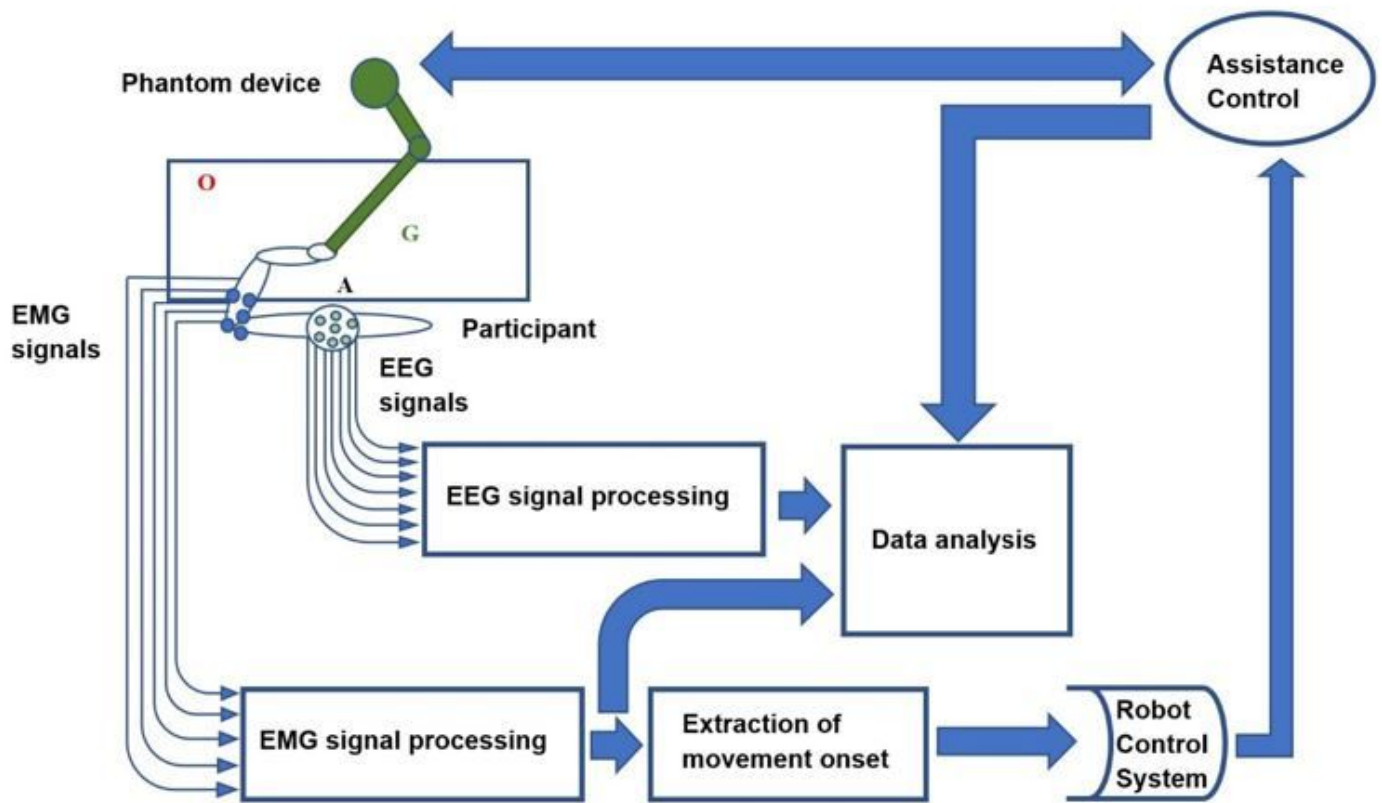 Phantom device
Assistance
Control
O
G
A
EMG
signals
Participant
EEG
signals
EEG signal processing
Data analysis
EMG signal processing
Extraction of
movement onset
Robot
Control
System